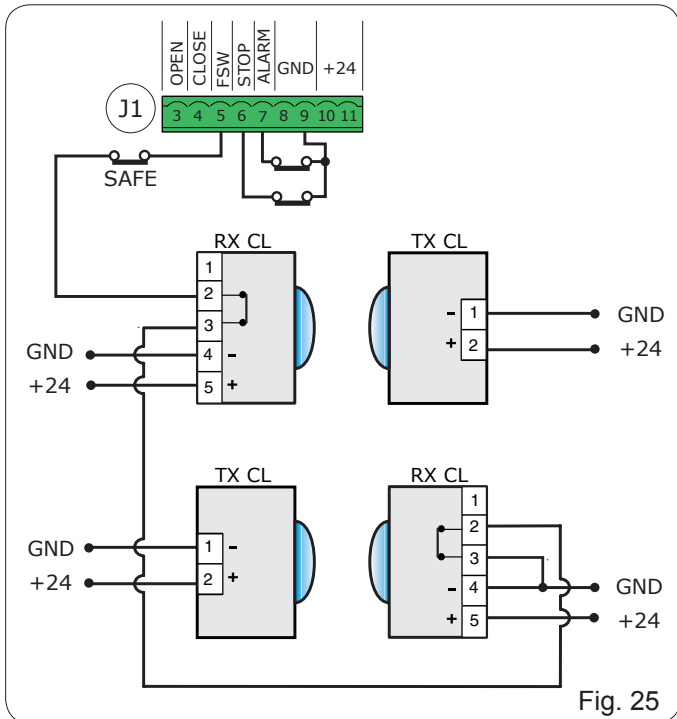 OPEN
CLOSE
FSW
STOP
ALARM
GND +24
J1
3 4 5 6 7 8 9 10 11
SAFE
RX CL
1
2
3
GND 4 -
+24 5 +
TX CL
- 1 GND
+ 2 +24
TX CL
GND 1 -
+24 2 +
RX CL
1
2
3
- 4 GND
+ 5 +24
Fig. 25